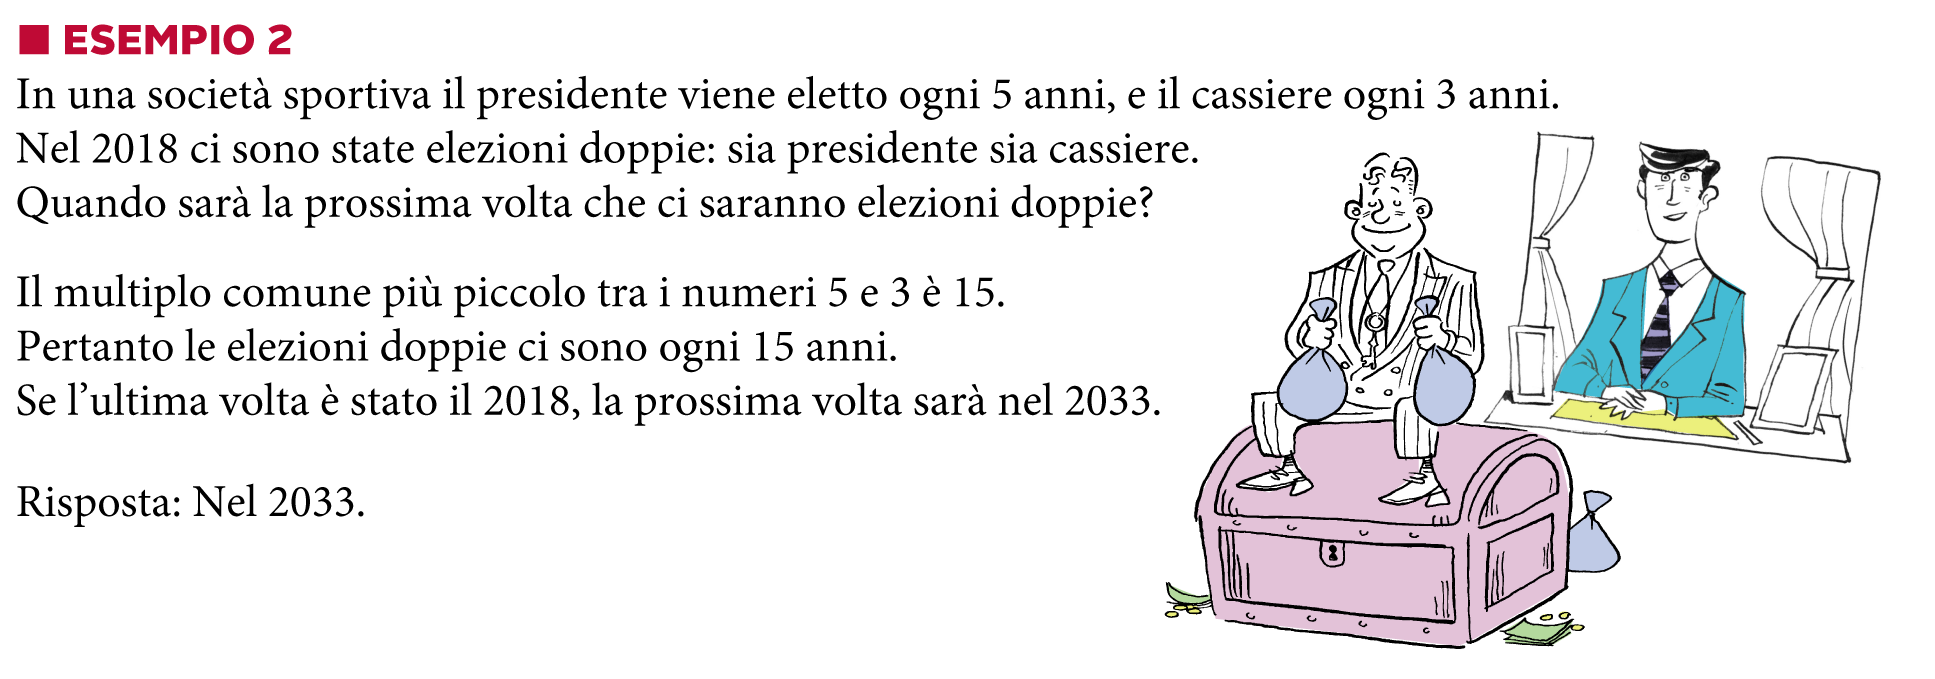 ESEMPIO 2
In una società sportiva il presidente viene eletto ogni 5 anni, e il cassiere ogni 3 anni.
Nel 2018 ci sono state elezioni doppie: sia presidente sia cassiere.
Quando sarà la prossima volta che ci saranno elezioni doppie?
Il multiplo comune più piccolo tra i numeri 5 e 3 è 15.
Pertanto le elezioni doppie ci sono ogni 15 anni.
Se l’ultima volta è stato il 2018, la prossima volta sarà nel 2033.
Risposta: Nel 2033.